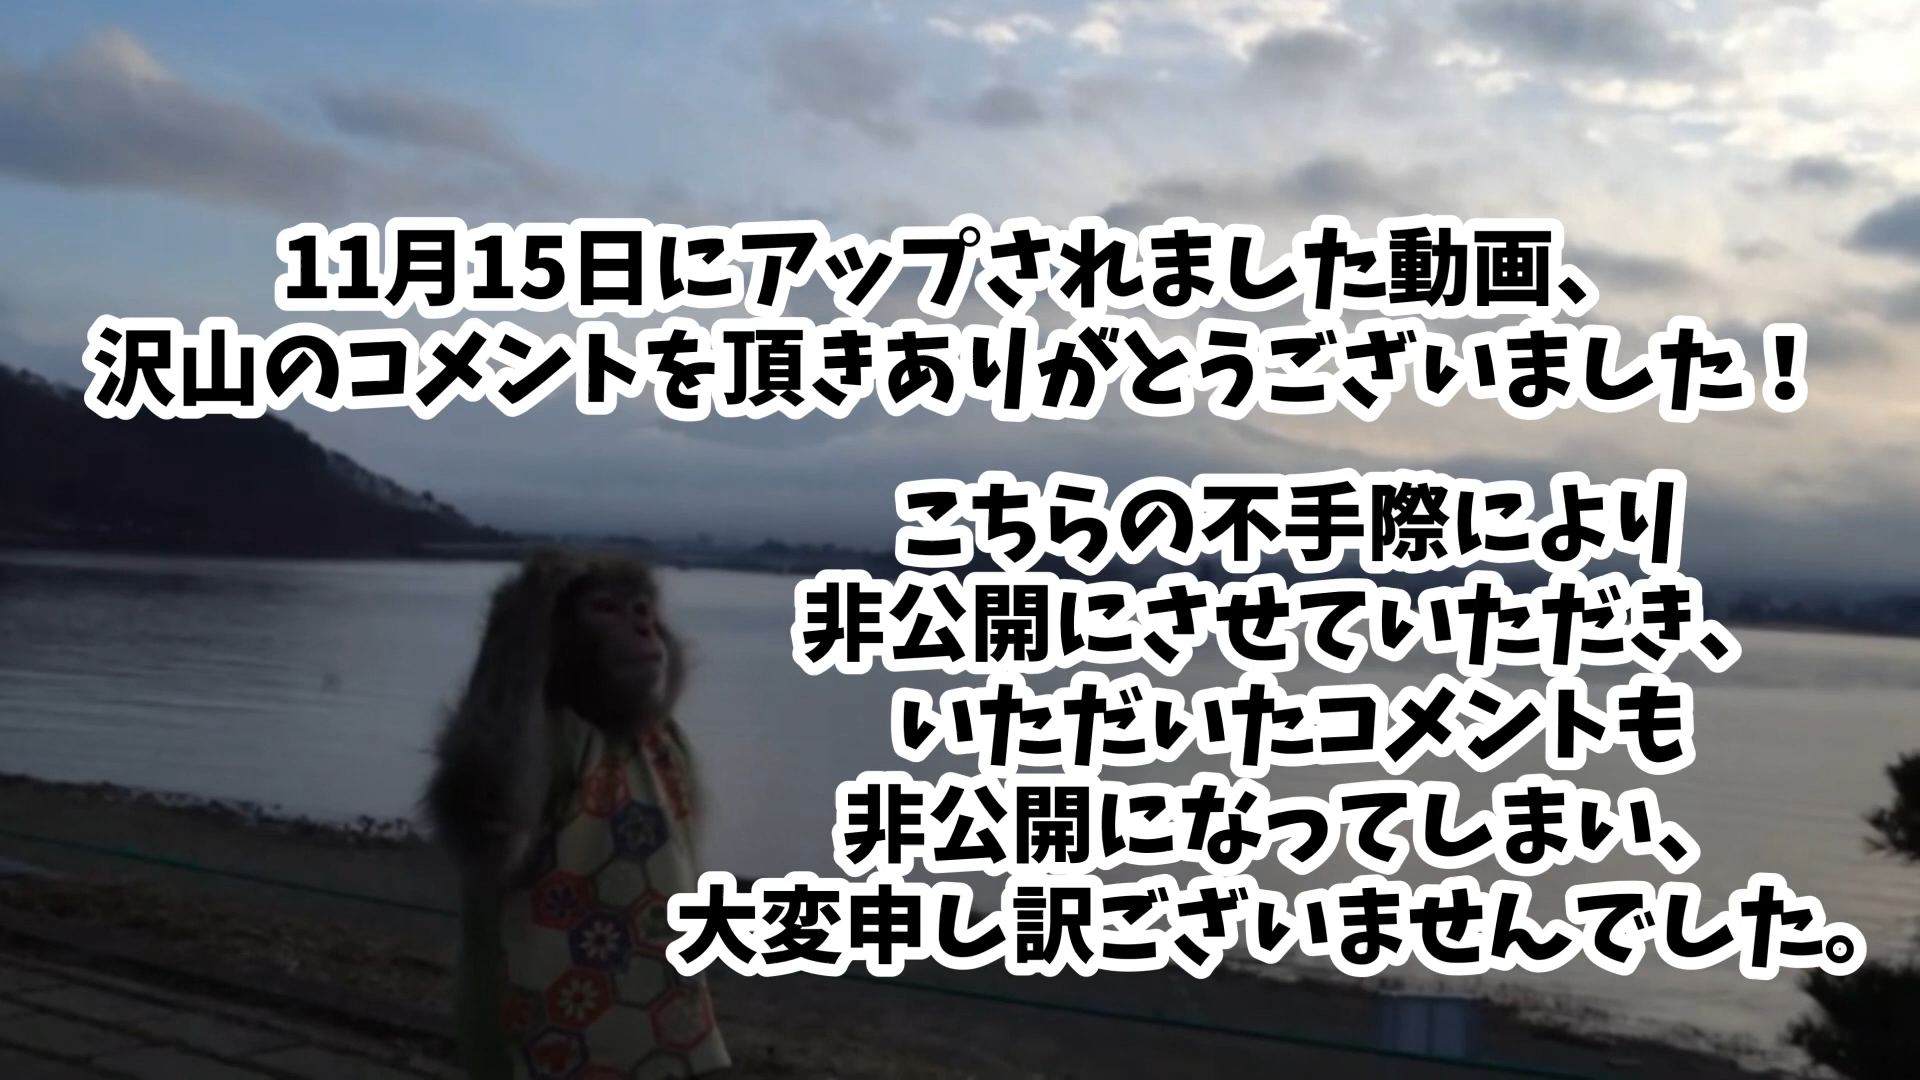 11月15日にアップされました動画、
沢山のコメントを頂きありがとうございました！
こちらの不手際により
非公開にさせていただき、
いただいたコメントも
非公開になってしまい、
大変申し訳ございませんでした。